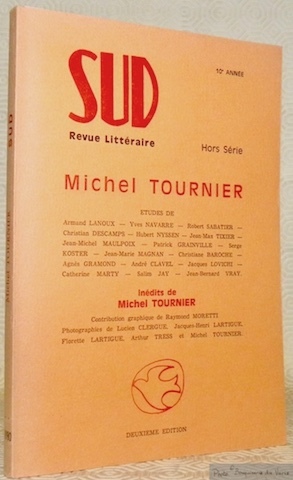 SUD
10e ANNÉE
Revue Littéraire
Hors Série
Michel TOURNIER
ETUDES DE
Armand LANOUX — Yves NAVARRE — Robert SABATIER —
Christian DESCAMPS — Hubert NYSSEN — Jean-Max TIXIER —
Jean-Michel MAULPOIX — Patrick GRAINVILLE — Serge
KOSTER — Jean-Marie MAGNAN — Christiane BAROCHE —
Agnès GRAMOND — André CLAVEL — Jacques LOVICHI —
Catherine MARTY — Salim JAY — Jean-Bernard VRAY.
Inédits de
Michel TOURNIER
Contribution graphique de Raymond MORETTI
Photographies de Lucien CLERGUE, Jacques-Henri LARTIGUE,
Florette LARTIGUE, Arthur TRESS et Michel TOURNIER.
DEUXIEME EDITION
SUD